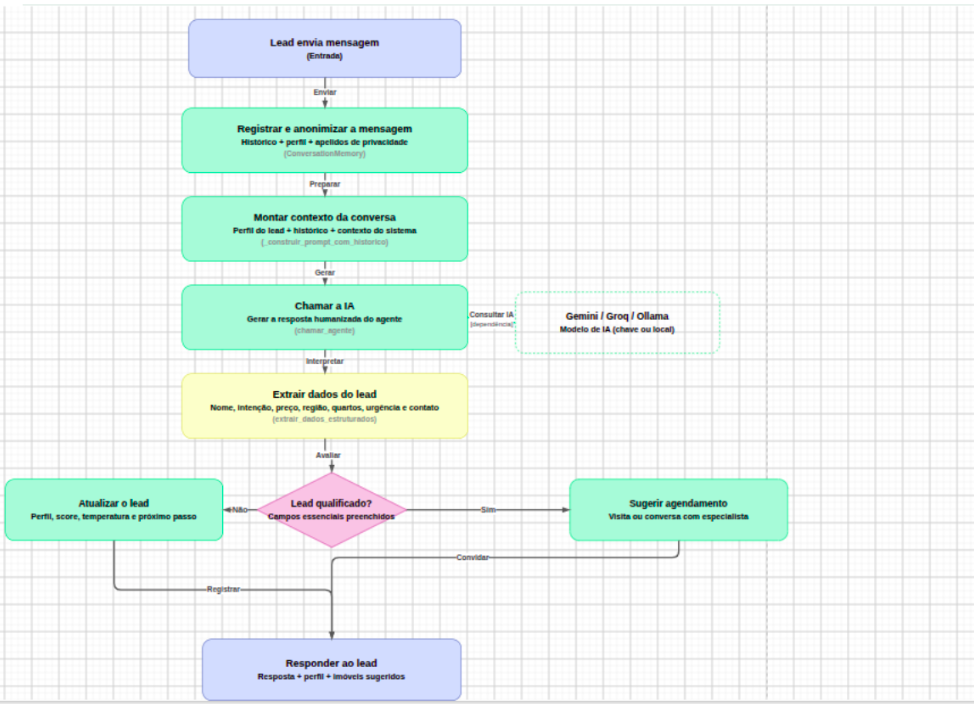 Lead envia mensagem
(Entrada)
Enviar
Registrar e anonimizar a mensagem
Histórico + perfil + apelidos de privacidade
(ConversationMemory)
Preparar
Montar contexto da conversa
Perfil do lead + histórico + contexto do sistema
(_construir_prompt_com_historico)
Gerar
Chamar a IA
Gerar a resposta humanizada do agente
(chamar_agente)
Consultar IA
(dependência)
Gemini / Groq / Ollama
Modelo de IA (chave ou local)
Interpretar
Extrair dados do lead
Nome, intenção, preço, região, quartos, urgência e contato
(extrair_dados_estruturados)
Avaliar
Atualizar o lead
Perfil, score, temperatura e próximo passo
Não
Lead qualificado?
Campos essenciais preenchidos
Sim
Sugerir agendamento
Visita ou conversa com especialista
Convidar
Registrar
Responder ao lead
Resposta + perfil + imóveis sugeridos